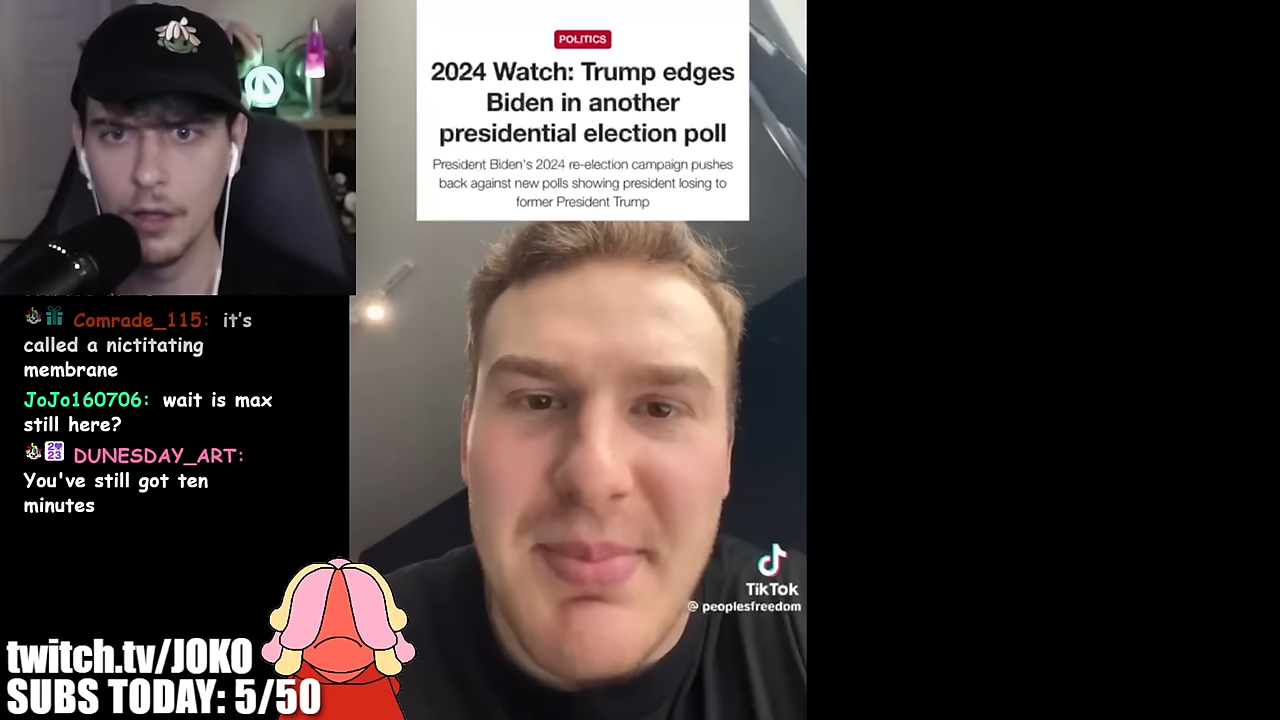 POLITICS
2024 Watch: Trump edges
Biden in another
presidential election poll
President Biden's 2024 re-election campaign pushes
back against new polls showing president losing to
former President Trump
Comrade_115: it's
called a nictitating
membrane
JoJo160706: wait is max
still here?
DUNESDAY_ART:
You've still got ten
minutes
TikTok
@ peoplesfreedom
twitch.tv/JOKO
SUBS TODAY: 5/50